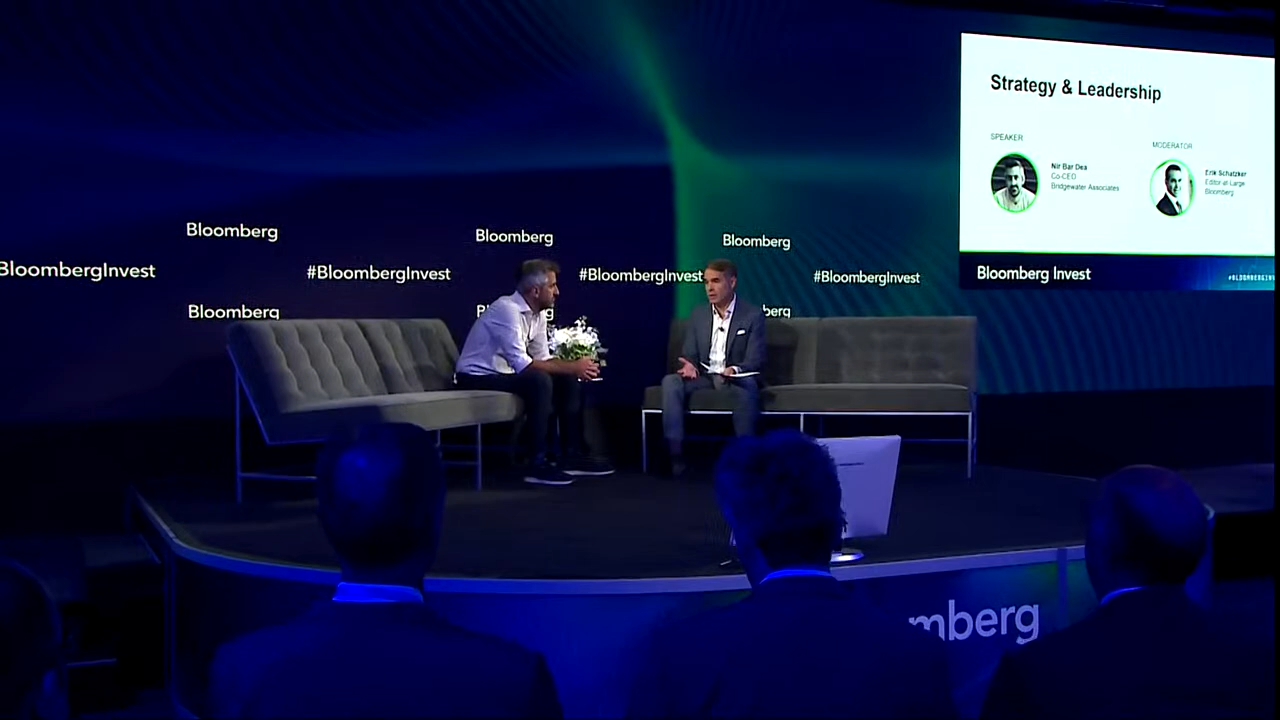 Strategy & Leadership
SPEAKER
Nir Bar Dea
Co-CEO
Bridgewater Associates
MODERATOR
Erik Schatzker
Editor-at-Large
Bloomberg
Bloomberg Invest
#BLOOMBERGINV
Bloomberg
Bloomberg
Bloomberg
BloombergInvest
#BloombergInvest
#BloombergInvest
#BloombergInvest
Bloomberg
mberg